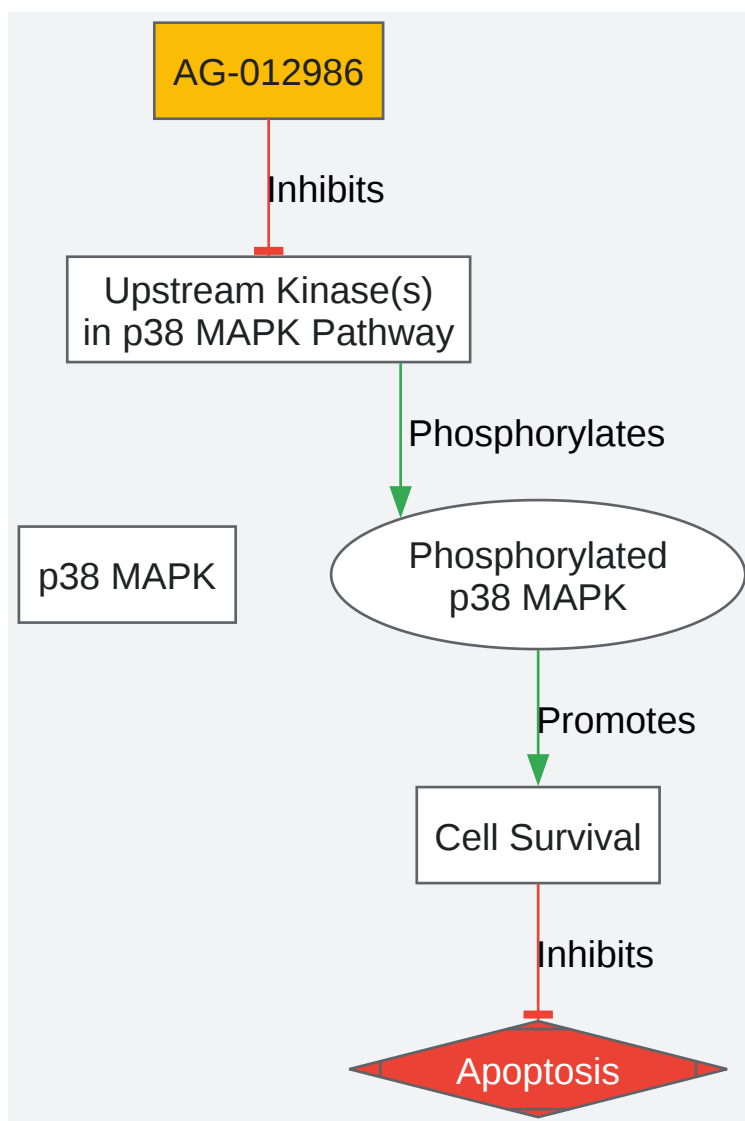 AG-012986
Inhibits
Upstream Kinase(s)
in p38 MAPK Pathway
Phosphorylates
p38 MAPK
Phosphorylated
p38 MAPK
Promotes
Cell Survival
Inhibits
Apoptosis